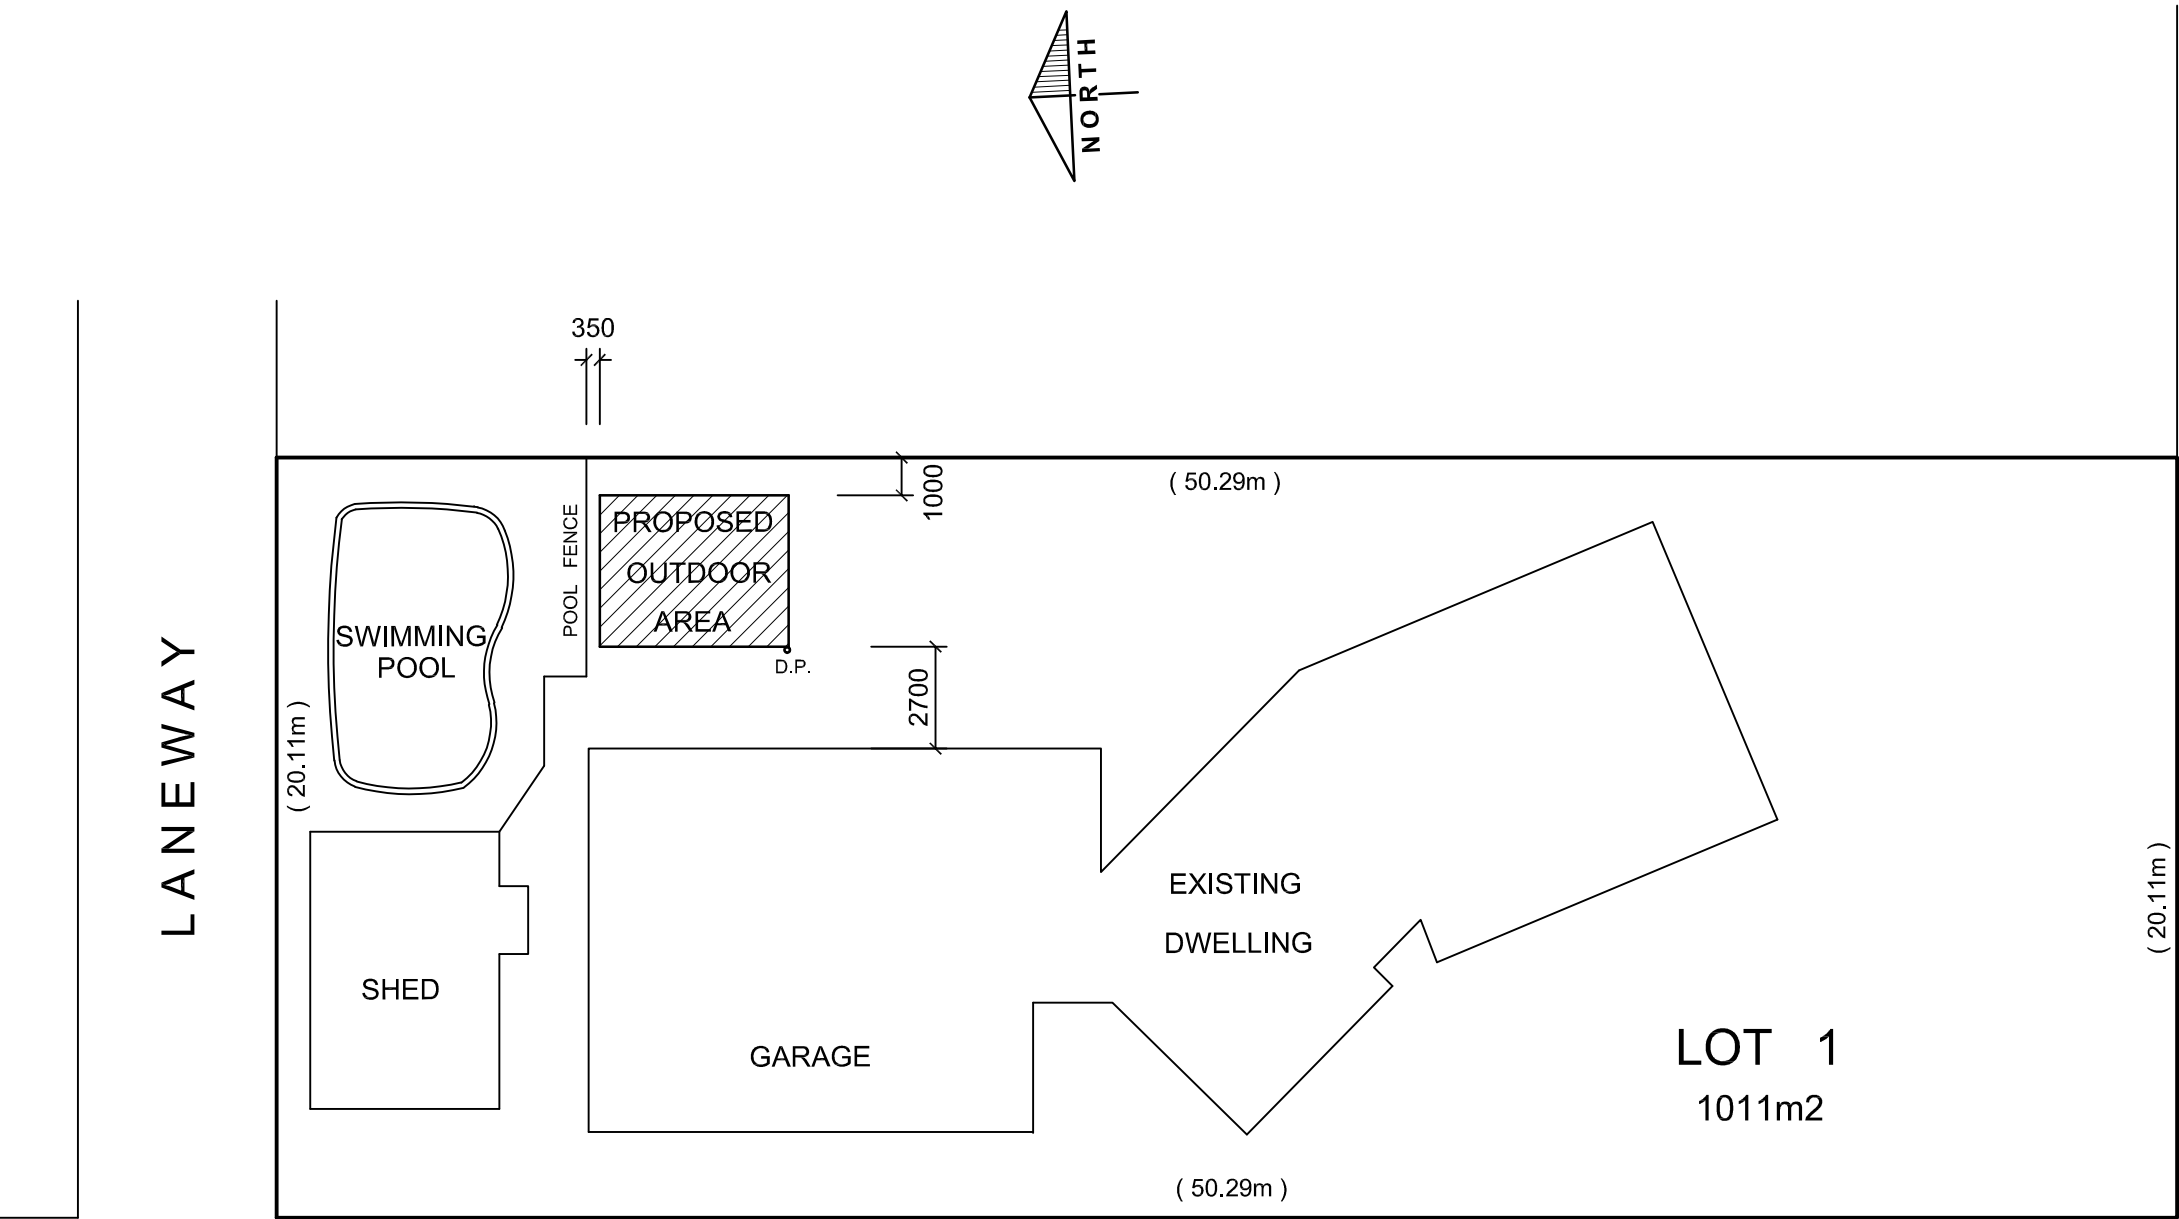 NORTH
350
1000
( 50.29m )
POOL FENCE
PROPOSED
OUTDOOR
AREA
SWIMMING
POOL
D.P.
2700
LANEWAY
( 20.11m )
EXISTING
DWELLING
( 20.11m )
SHED
GARAGE
LOT 1
1011m2
( 50.29m )